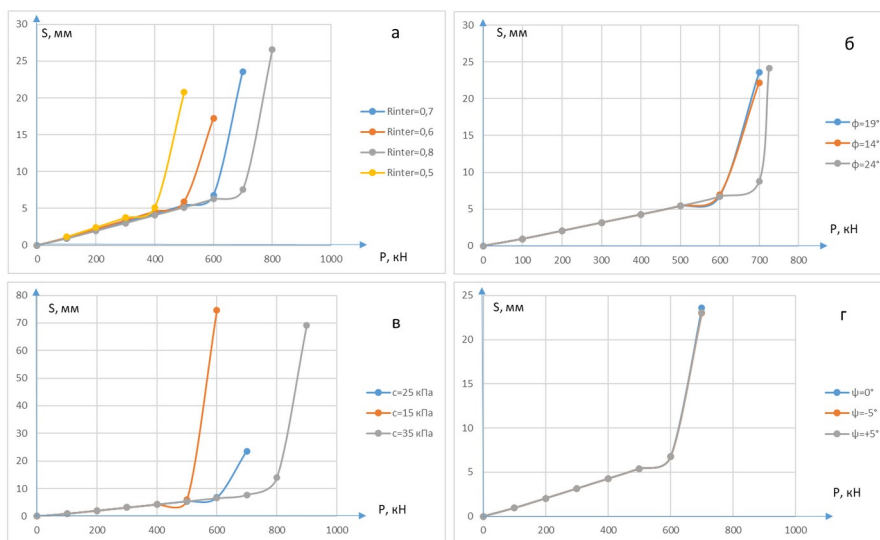 S, мм
а
30
25
20
15
10
5
0
0 200 400 600 800 1000
P, кН
Rinter=0,7
Rinter=0,6
Rinter=0,8
Rinter=0,5
S, мм
б
30
25
20
15
10
5
0
0 100 200 300 400 500 600 700 800
P, кН
ф=19°
ф=14°
ф=24°
S, мм
в
80
70
60
50
40
30
20
10
0
0 200 400 600 800 1000
P, кН
с=25 кПа
с=15 кПа
с=35 кПа
S, мм
г
25
20
15
10
5
0
0 200 400 600 800 1000
P, кН
ψ=0°
ψ=-5°
ψ=+5°